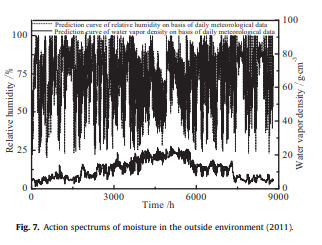 Prediction curve of relative humidity on basis of daily meteorological data
Prediction curve of water vapor density on basis of daily meteorological data
100
75
50
25
0
Relative humidity /%
100
80
60
40
20
0
Water vapor density / g·cm³
0
3000
6000
9000
Time /h
Fig. 7. Action spectrums of moisture in the outside environment (2011).